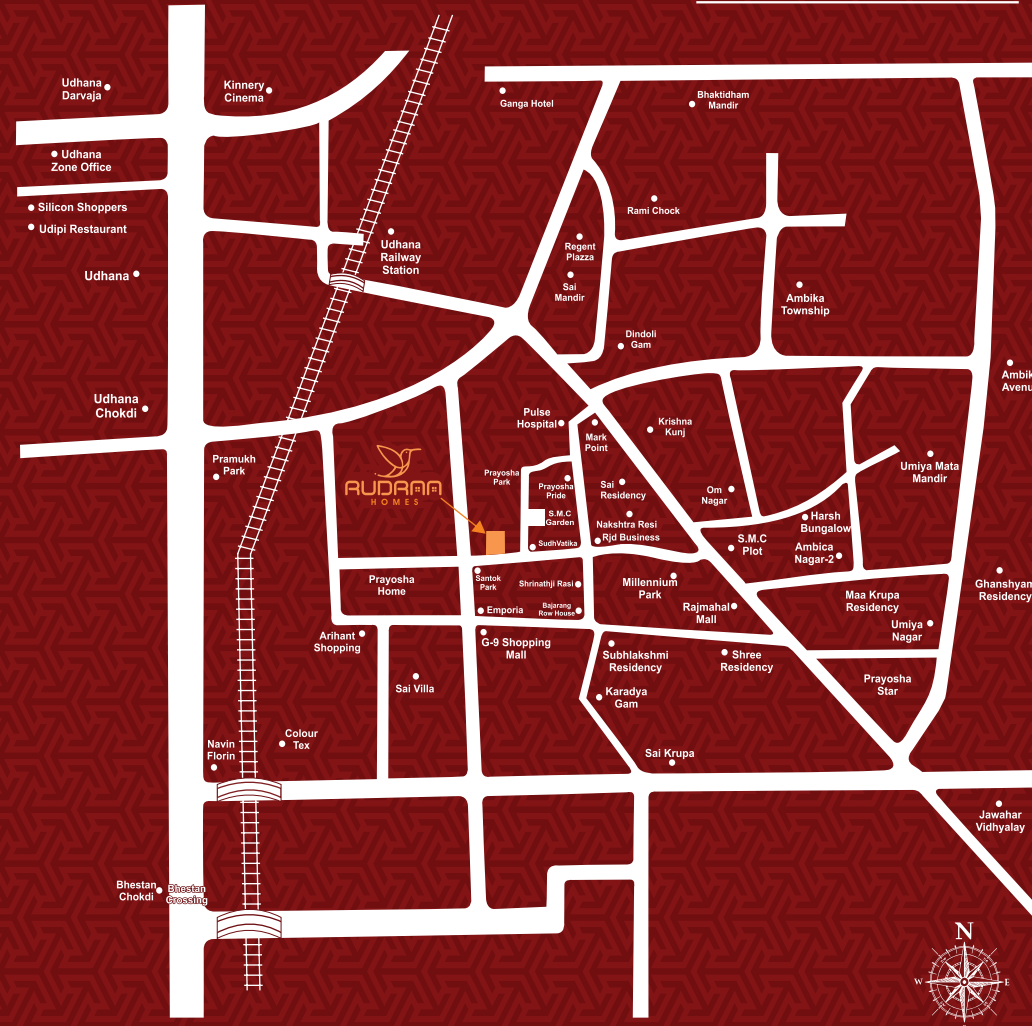 Udhana
Darvaja
Kinnery
Cinema
Ganga Hotel
Bhaktidham
Mandir
Udhana
Zone Office
Silicon Shoppers
Udipi Restaurant
Rami Chock
Udhana
Railway
Station
Regent
Plazza
Udhana
Sai
Mandir
Ambika
Township
Dindoli
Gam
Ambik
Avenu
Udhana
Chokdi
Pulse
Hospital
Mark
Point
Krishna
Kunj
Pramukh
Park
RUDRAA
HOMES
Prayosha
Park
Prayosha
Pride
Sai
Residency
Om
Nagar
Umiya Mata
Mandir
S.M.C
Garden
Nakshtra Resi
Rjd Business
SudhVatika
S.M.C
Plot
Harsh
Bungalow
Ambica
Nagar-2
Prayosha
Home
Santok
Park
Shrinathji Rasi
Millennium
Park
Ghanshyan
Residency
Maa Krupa
Residency
Emporia
Bajarang
Row House
Rajmahal
Mall
Umiya
Nagar
Arihant
Shopping
G-9 Shopping
Mall
Subhlakshmi
Residency
Shree
Residency
Sai Villa
Karadya
Gam
Prayosha
Star
Navin
Florin
Colour
Tex
Sai Krupa
Jawahar
Vidhyalay
Bhestan
Chokdi
Bhestan
Crossing
N
W
E